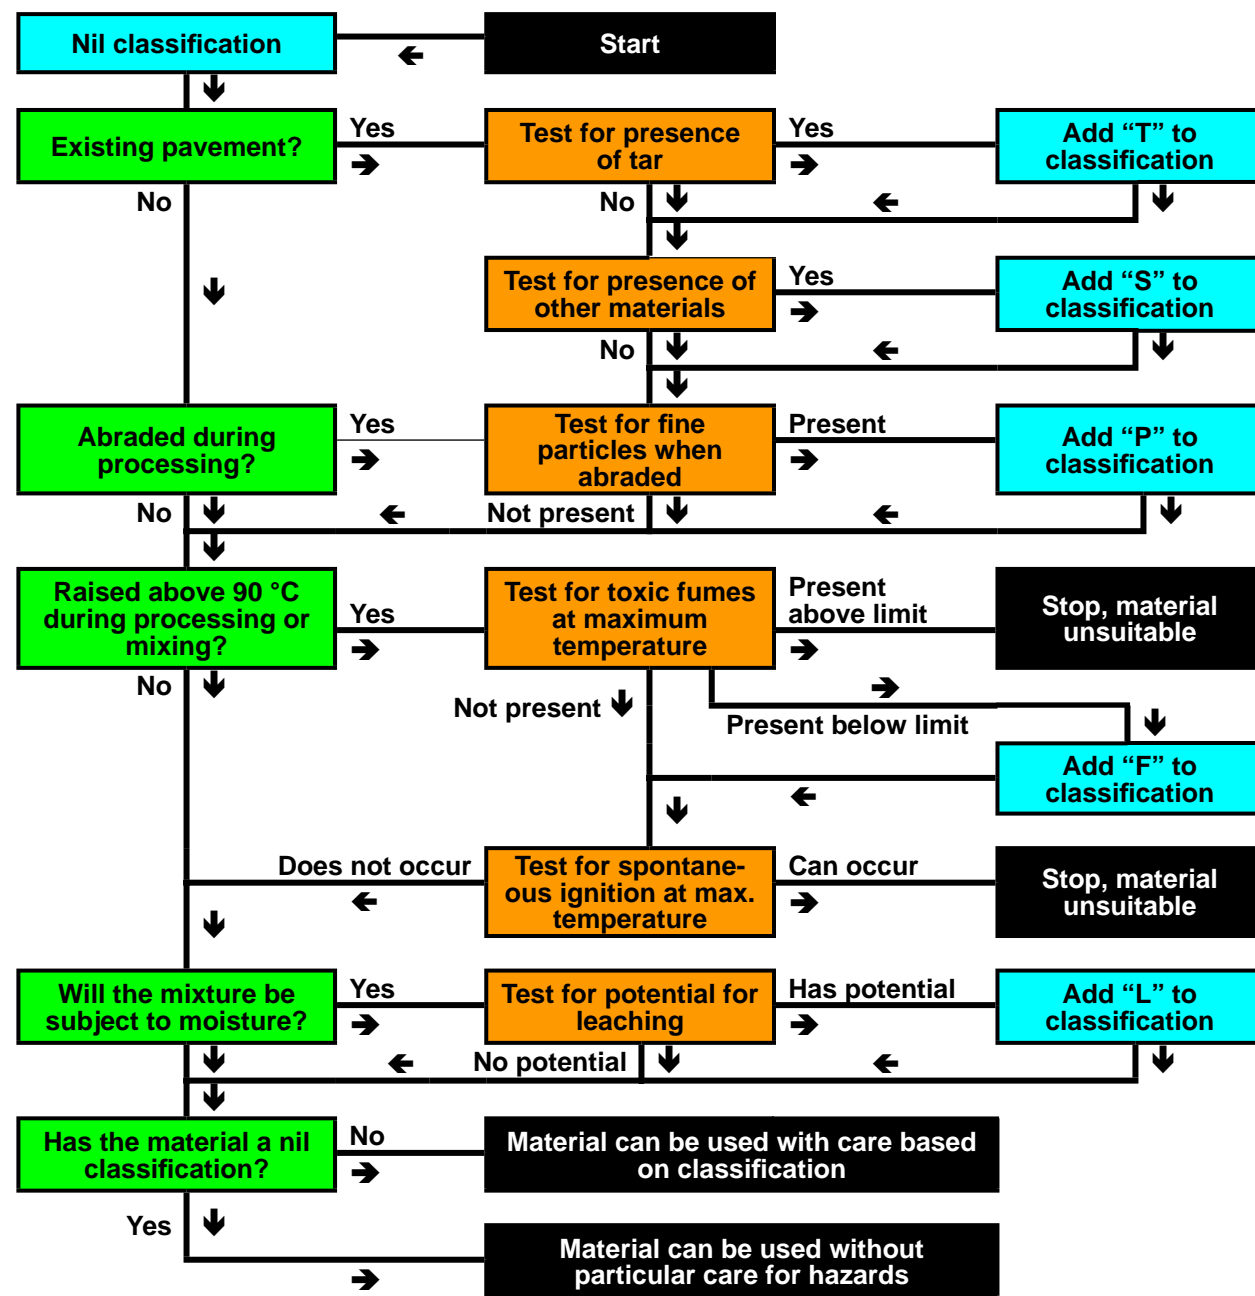 Nil classification
Start
Existing pavement?
Yes
Test for presence
of tar
Yes
Add “T” to
classification
No
No
Test for presence of
other materials
Yes
Add “S” to
classification
No
Abraded during
processing?
Yes
Test for fine
particles when
abraded
Present
Add “P” to
classification
No
Not present
Raised above 90 °C
during processing or
mixing?
Yes
Test for toxic fumes
at maximum
temperature
Present
above limit
Stop, material
unsuitable
No
Not present
Present below limit
Add “F” to
classification
Does not occur
Test for spontane-
ous ignition at max.
temperature
Can occur
Stop, material
unsuitable
Will the mixture be
subject to moisture?
Yes
Test for potential for
leaching
Has potential
Add “L” to
classification
No potential
Has the material a nil
classification?
No
Material can be used with care based
on classification
Yes
Material can be used without
particular care for hazards